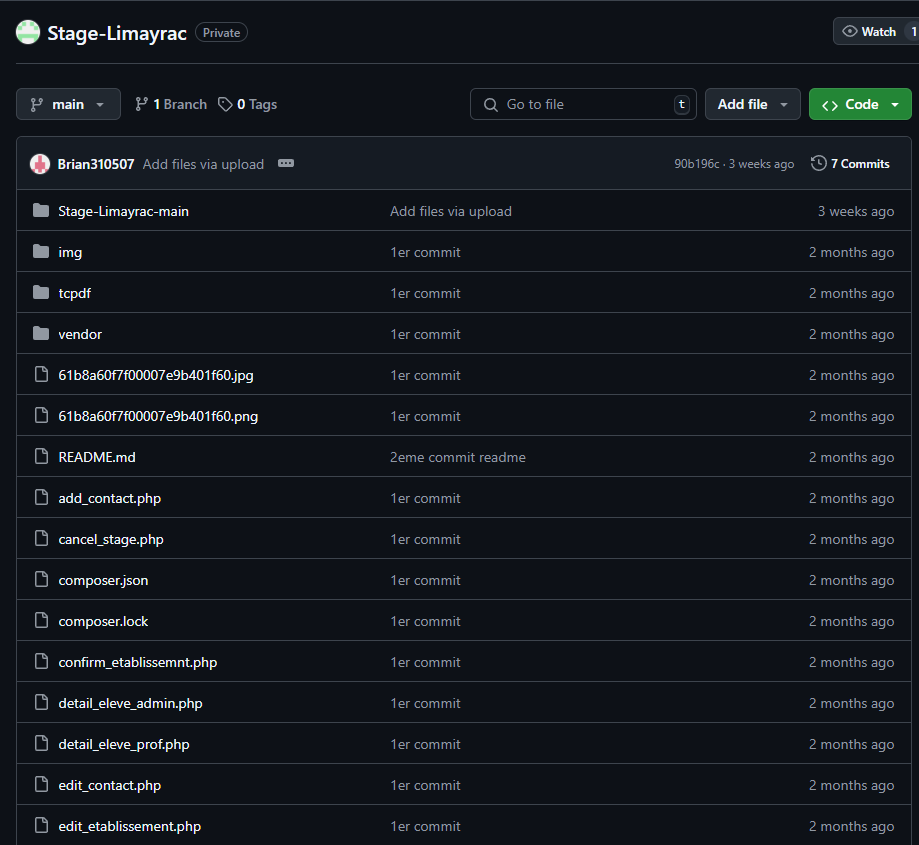 Stage-Limayrac Private Watch 1
main 1 Branch 0 Tags Go to file t Add file Code
Brian310507 Add files via upload 90b196c · 3 weeks ago 7 Commits
Stage-Limayrac-main Add files via upload 3 weeks ago
img 1er commit 2 months ago
tcpdf 1er commit 2 months ago
vendor 1er commit 2 months ago
61b8a60f7f00007e9b401f60.jpg 1er commit 2 months ago
61b8a60f7f00007e9b401f60.png 1er commit 2 months ago
README.md 2eme commit readme 2 months ago
add_contact.php 1er commit 2 months ago
cancel_stage.php 1er commit 2 months ago
composer.json 1er commit 2 months ago
composer.lock 1er commit 2 months ago
confirm_etablissemnt.php 1er commit 2 months ago
detail_eleve_admin.php 1er commit 2 months ago
detail_eleve_prof.php 1er commit 2 months ago
edit_contact.php 1er commit 2 months ago
edit_etablissement.php 1er commit 2 months ago